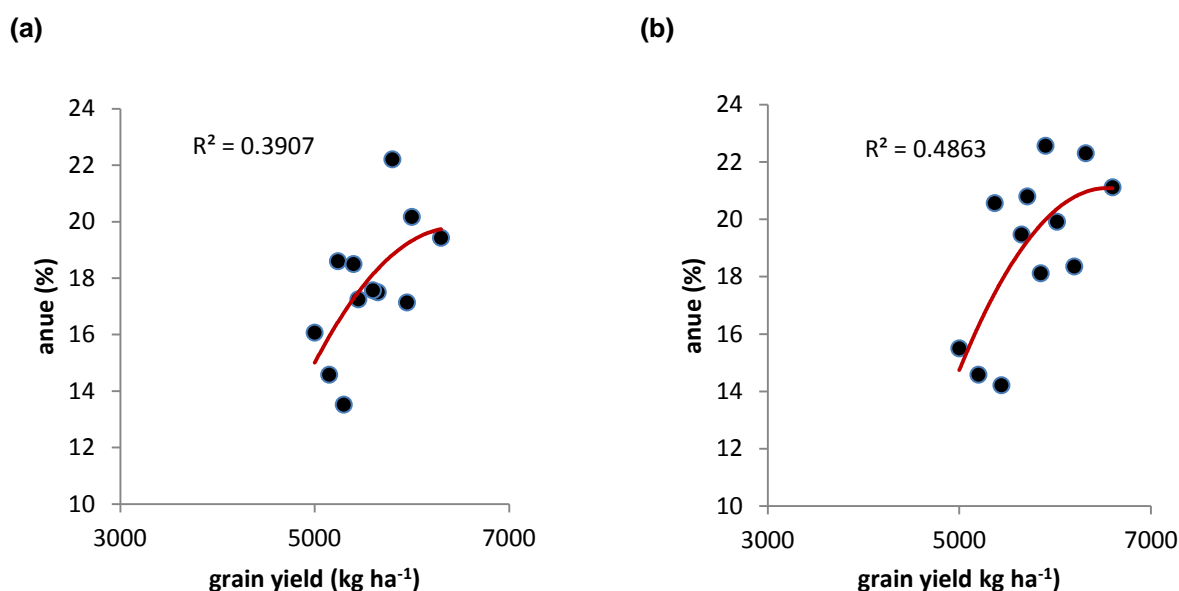 (a)
24
22
20
18
16
14
12
10
anue (%)
R² = 0.3907
3000 5000 7000
grain yield (kg ha⁻¹)
(b)
24
22
20
18
16
14
12
10
anue (%)
R² = 0.4863
3000 5000 7000
grain yield kg ha⁻¹)